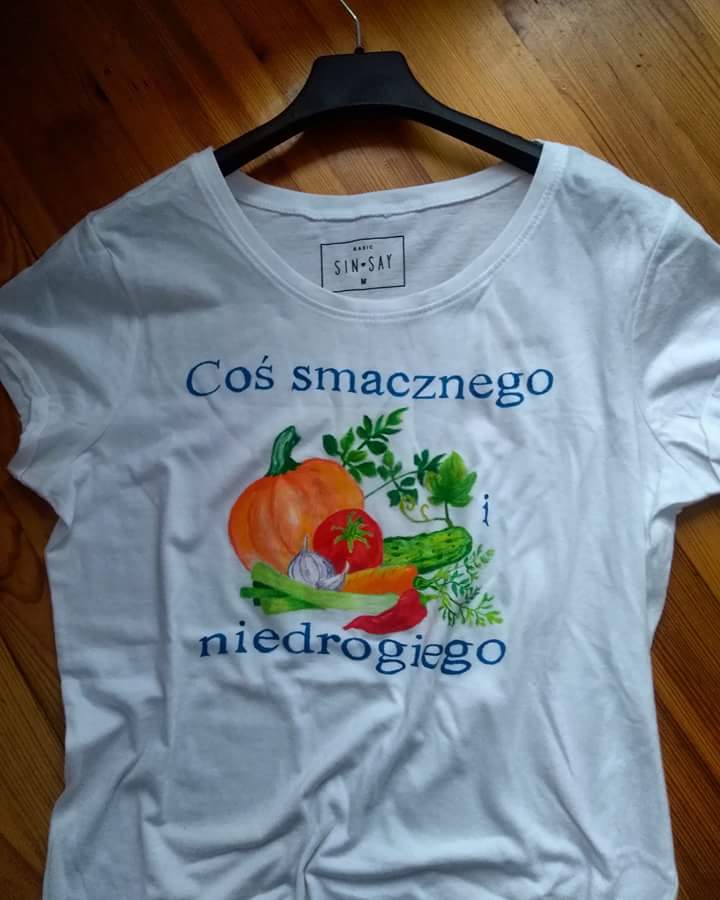 BASIC
SIN♥SAY
M
Coś smacznego
i
niedrogiego